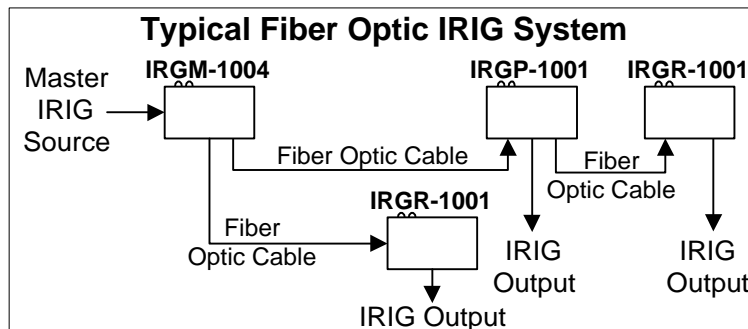 Typical Fiber Optic IRIG System
Master
IRIG
Source
IRGM-1004
IRGP-1001
IRGR-1001
Fiber Optic Cable
Fiber
Optic Cable
IRGR-1001
Fiber
Optic Cable
IRIG
Output
IRIG
Output
IRIG Output